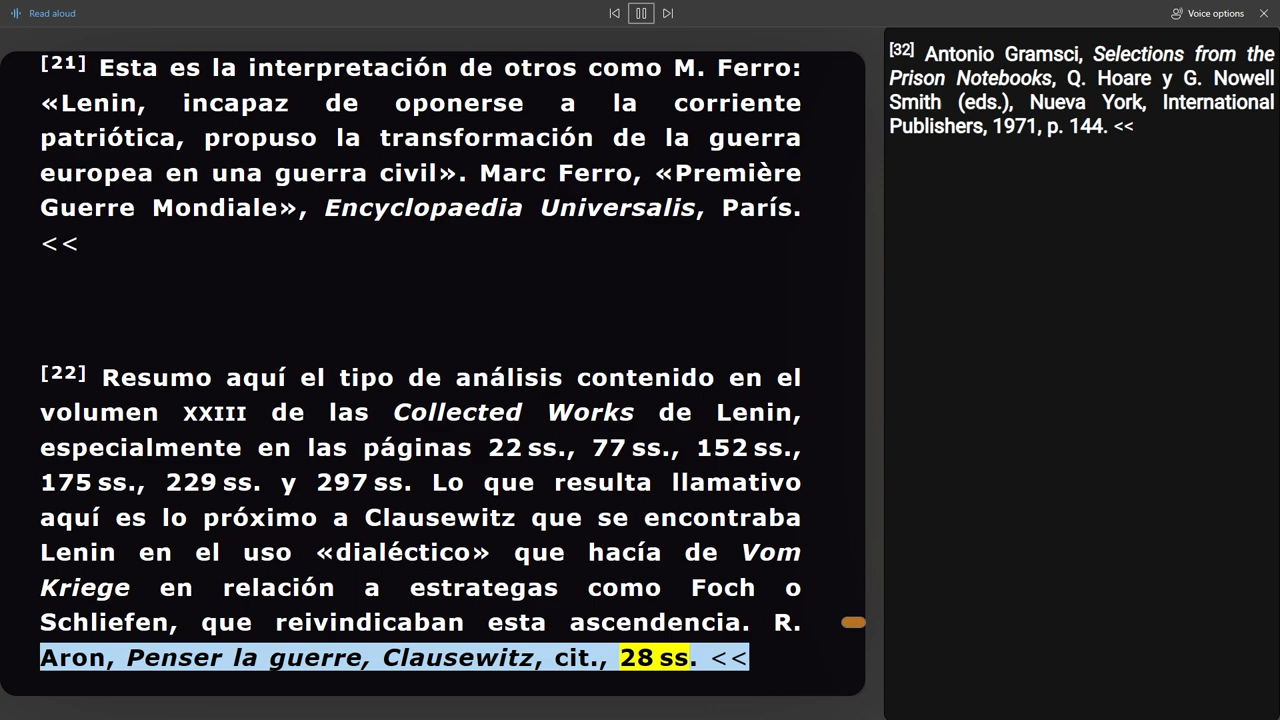 Read aloud
Voice options
[21] Esta es la interpretación de otros como M. Ferro:
«Lenin, incapaz de oponerse a la corriente
patriótica, propuso la transformación de la guerra
europea en una guerra civil». Marc Ferro, «Première
Guerre Mondiale», Encyclopaedia Universalis, París.
<<
[22] Resumo aquí el tipo de análisis contenido en el
volumen XXIII de las Collected Works de Lenin,
especialmente en las páginas 22 ss., 77 ss., 152 ss.,
175 ss., 229 ss. y 297 ss. Lo que resulta llamativo
aquí es lo próximo a Clausewitz que se encontraba
Lenin en el uso «dialéctico» que hacía de Vom
Kriege en relación a estrategas como Foch o
Schliefen, que reivindicaban esta ascendencia. R.
Aron, Penser la guerre, Clausewitz, cit., 28 ss. <<
[32] Antonio Gramsci, Selections from the
Prison Notebooks, Q. Hoare y G. Nowell
Smith (eds.), Nueva York, International
Publishers, 1971, p. 144. <<